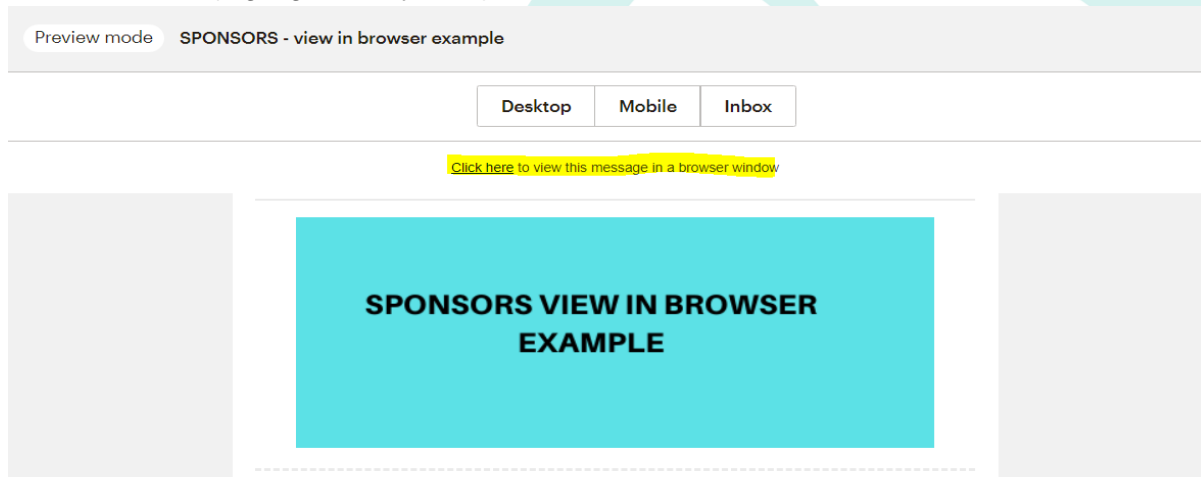 Preview mode SPONSORS - view in browser example
Desktop Mobile Inbox
Click here to view this message in a browser window
SPONSORS VIEW IN BROWSER
EXAMPLE